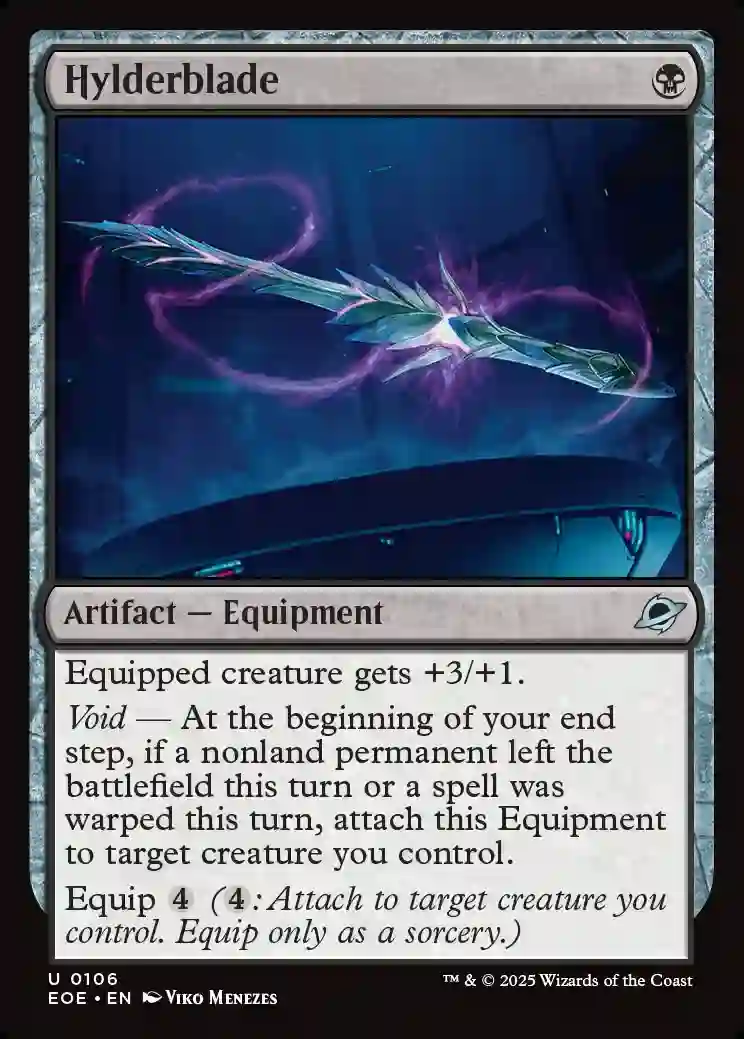 Hylderblade
Artifact — Equipment
Equipped creature gets +3/+1.
Void — At the beginning of your end
step, if a nonland permanent left the
battlefield this turn or a spell was
warped this turn, attach this Equipment
to target creature you control.
Equip 4 (4: Attach to target creature you
control. Equip only as a sorcery.)
U 0106
EOE • EN Viko Menezes
™ & © 2025 Wizards of the Coast